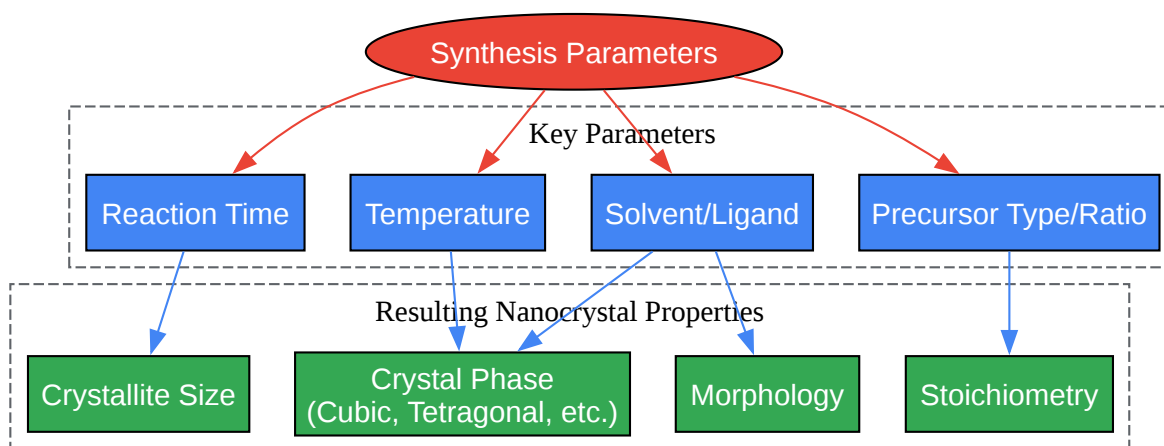 Synthesis Parameters
Key Parameters
Reaction Time
Temperature
Solvent/Ligand
Precursor Type/Ratio
Resulting Nanocrystal Properties
Crystallite Size
Crystal Phase
(Cubic, Tetragonal, etc.)
Morphology
Stoichiometry